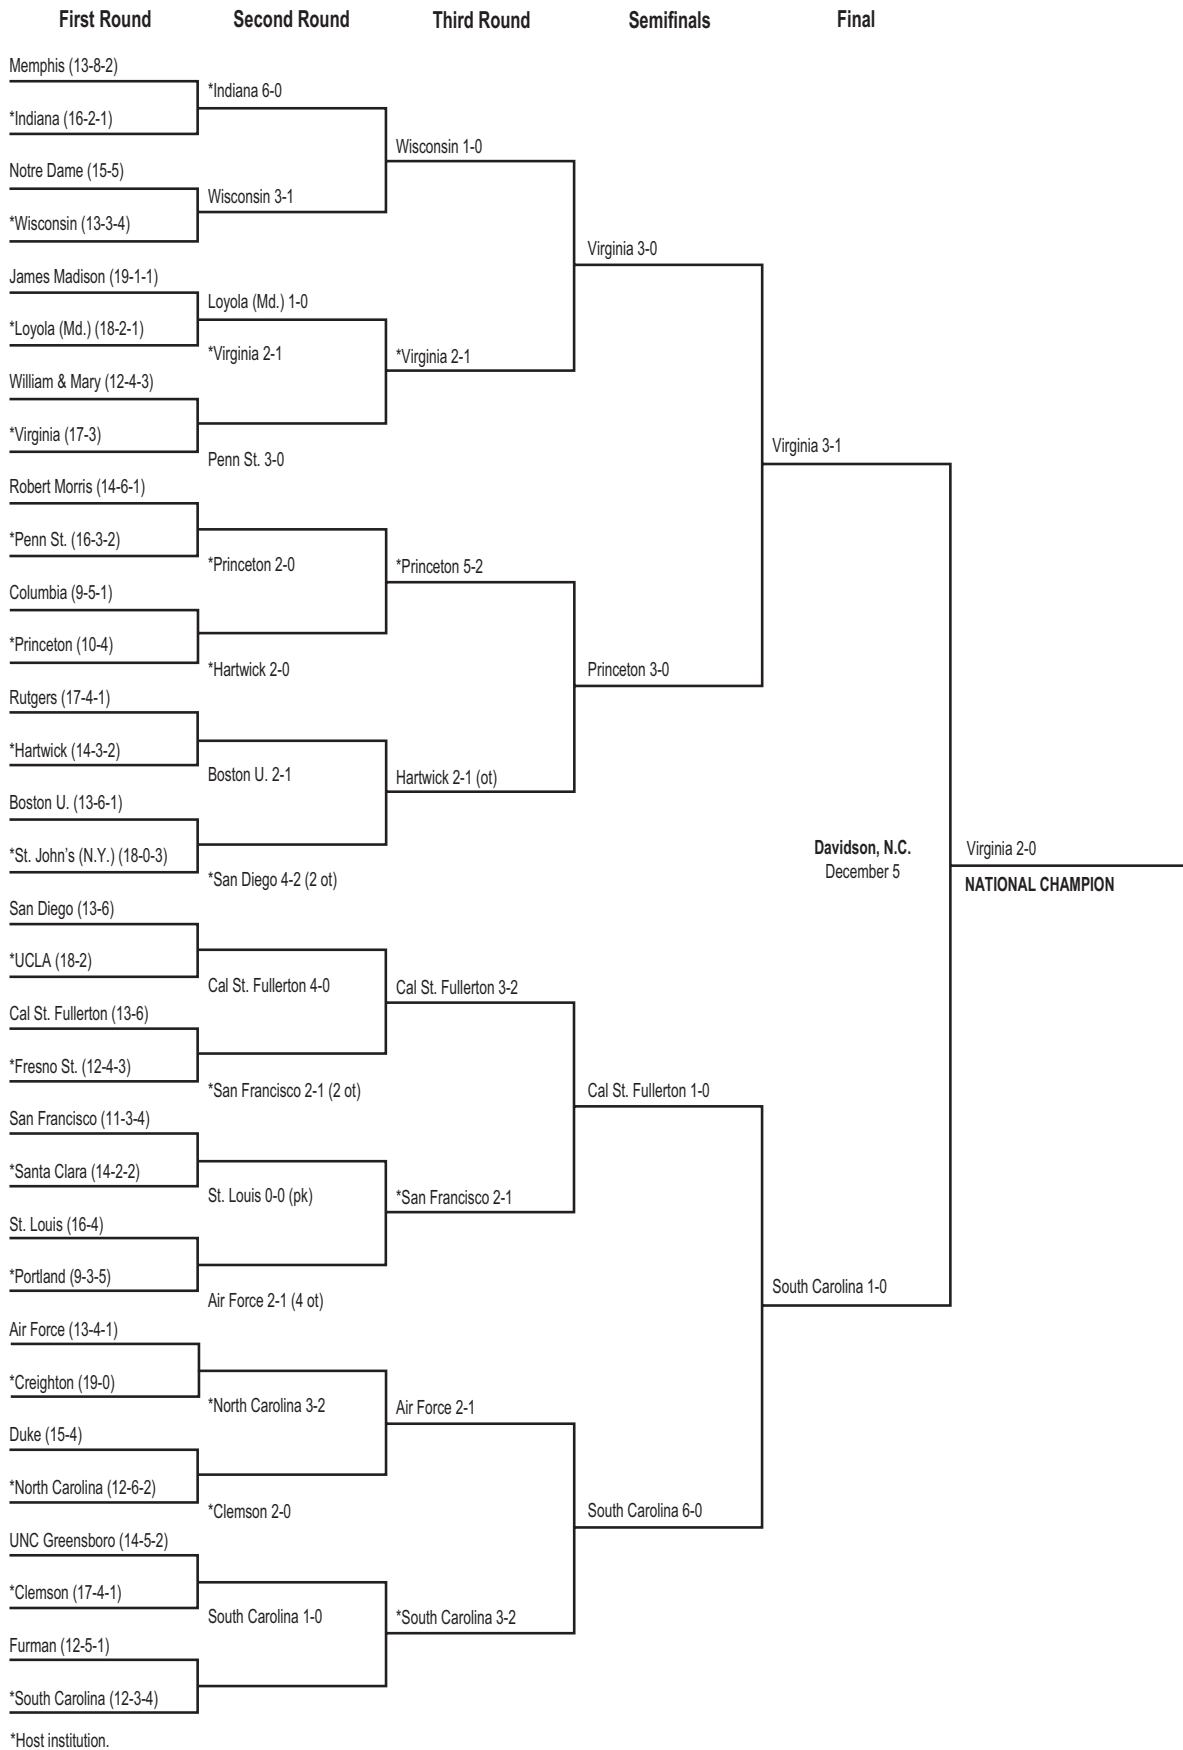 First Round
Second Round
Third Round
Semifinals
Final
Memphis (13-8-2)
*Indiana (16-2-1)
Notre Dame (15-5)
*Wisconsin (13-3-4)
James Madison (19-1-1)
*Loyola (Md.) (18-2-1)
William & Mary (12-4-3)
*Virginia (17-3)
Robert Morris (14-6-1)
*Penn St. (16-3-2)
Columbia (9-5-1)
*Princeton (10-4)
Rutgers (17-4-1)
*Hartwick (14-3-2)
Boston U. (13-6-1)
*St. John's (N.Y.) (18-0-3)
San Diego (13-6)
*UCLA (18-2)
Cal St. Fullerton (13-6)
*Fresno St. (12-4-3)
San Francisco (11-3-4)
*Santa Clara (14-2-2)
St. Louis (16-4)
*Portland (9-3-5)
Air Force (13-4-1)
*Creighton (19-0)
Duke (15-4)
*North Carolina (12-6-2)
UNC Greensboro (14-5-2)
*Clemson (17-4-1)
Furman (12-5-1)
*South Carolina (12-3-4)
*Indiana 6-0
Wisconsin 3-1
Loyola (Md.) 1-0
*Virginia 2-1
Penn St. 3-0
*Princeton 2-0
*Hartwick 2-0
Boston U. 2-1
*San Diego 4-2 (2 ot)
Cal St. Fullerton 4-0
*San Francisco 2-1 (2 ot)
St. Louis 0-0 (pk)
Air Force 2-1 (4 ot)
*North Carolina 3-2
*Clemson 2-0
South Carolina 1-0
Wisconsin 1-0
*Virginia 2-1
*Princeton 5-2
Hartwick 2-1 (ot)
Cal St. Fullerton 3-2
*San Francisco 2-1
Air Force 2-1
*South Carolina 3-2
Virginia 3-0
Princeton 3-0
Cal St. Fullerton 1-0
South Carolina 6-0
Virginia 3-1
South Carolina 1-0
Davidson, N.C.
December 5
Virginia 2-0
NATIONAL CHAMPION
*Host institution.